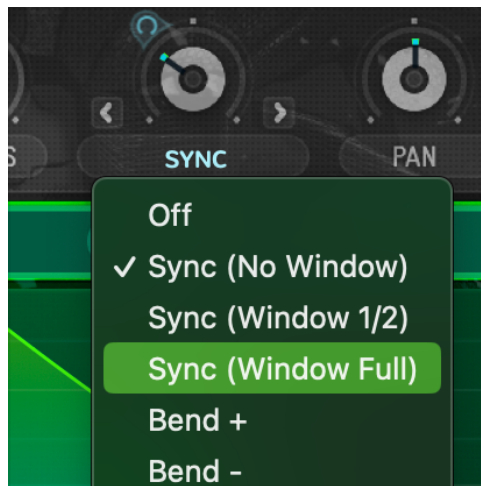 S
SYNC
PAN
Off
✓ Sync (No Window)
Sync (Window 1/2)
Sync (Window Full)
Bend +
Bend -